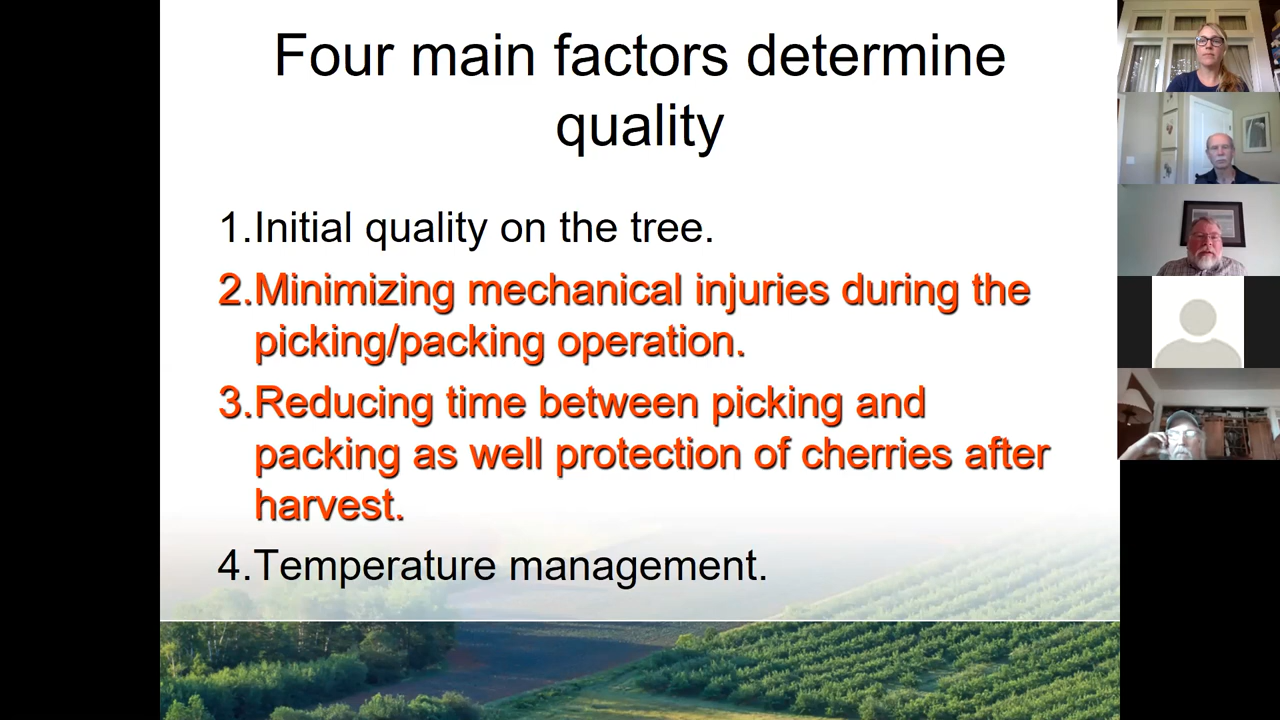 Four main factors determine
quality
1.Initial quality on the tree.
2.Minimizing mechanical injuries during the
picking/packing operation.
3.Reducing time between picking and
packing as well protection of cherries after
harvest.
4.Temperature management.